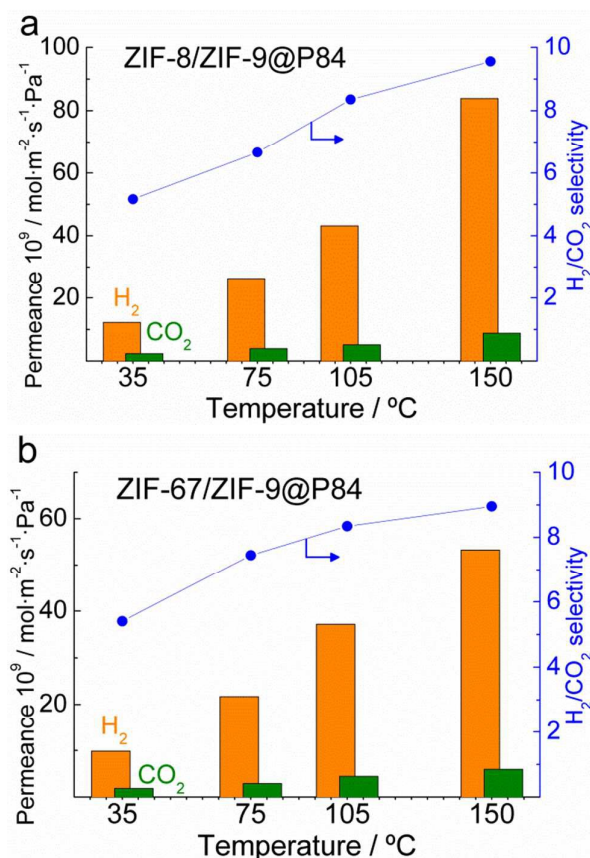 a
ZIF-8/ZIF-9@P84
Permeance 10⁹ / mol·m⁻²·s⁻¹·Pa⁻¹
100
80
60
40
20
H₂
CO₂
10
8
6
4
2
0
H₂/CO₂ selectivity
35 75 105 150
Temperature / ºC
b
ZIF-67/ZIF-9@P84
Permeance 10⁹ / mol·m⁻²·s⁻¹·Pa⁻¹
60
40
20
H₂
CO₂
10
8
6
4
2
0
H₂/CO₂ selectivity
35 75 105 150
Temperature / ºC